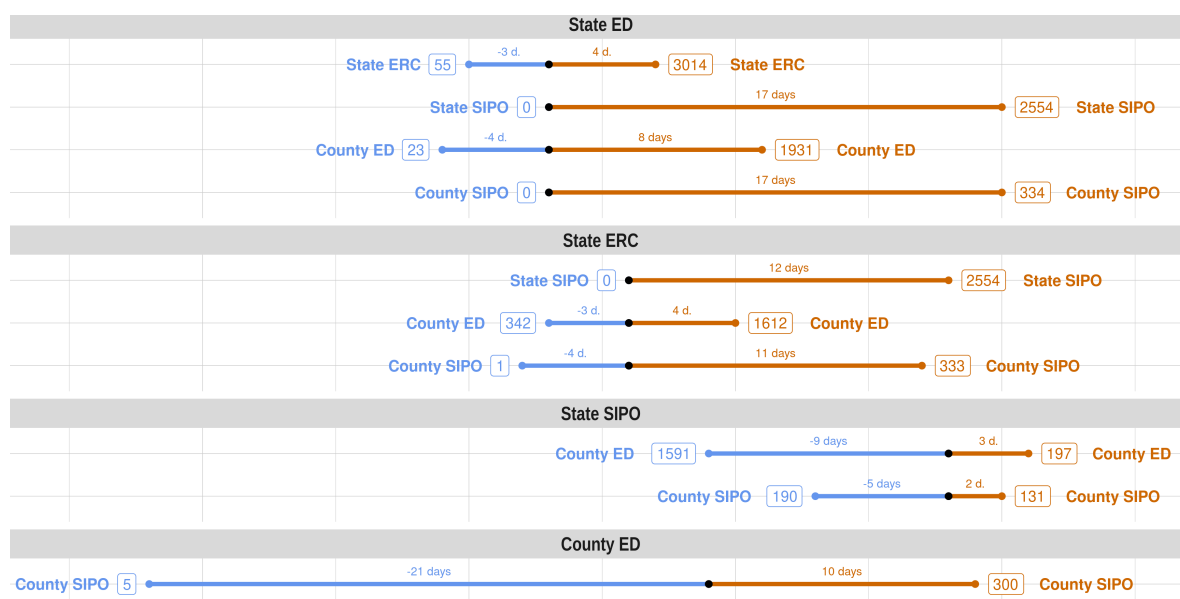 State ED
-3 d. 4 d.
State ERC 55 3014 State ERC
17 days
State SIPO 0 2554 State SIPO
-4 d. 8 days
County ED 23 1931 County ED
17 days
County SIPO 0 334 County SIPO
State ERC
12 days
State SIPO 0 2554 State SIPO
-3 d. 4 d.
County ED 342 1612 County ED
-4 d. 11 days
County SIPO 1 333 County SIPO
State SIPO
-9 days 3 d.
County ED 1591 197 County ED
-5 days 2 d.
County SIPO 190 131 County SIPO
County ED
-21 days 10 days
County SIPO 5 300 County SIPO